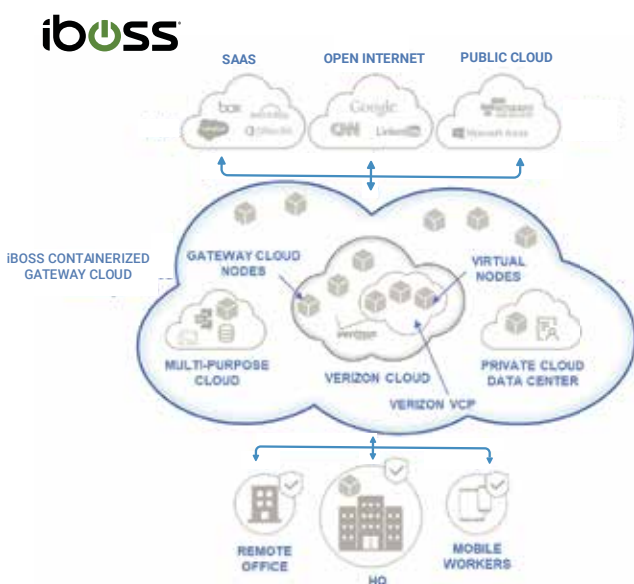 iboss
SAAS
OPEN INTERNET
PUBLIC CLOUD
box
Google
CNN
LinkedIn
Microsoft Azure
iBOSS CONTAINERIZED
GATEWAY CLOUD
GATEWAY CLOUD
NODES
VIRTUAL
NODES
verizon
MULTI-PURPOSE
CLOUD
VERIZON CLOUD
PRIVATE CLOUD
DATA CENTER
VERIZON VCP
REMOTE
OFFICE
HQ
MOBILE
WORKERS